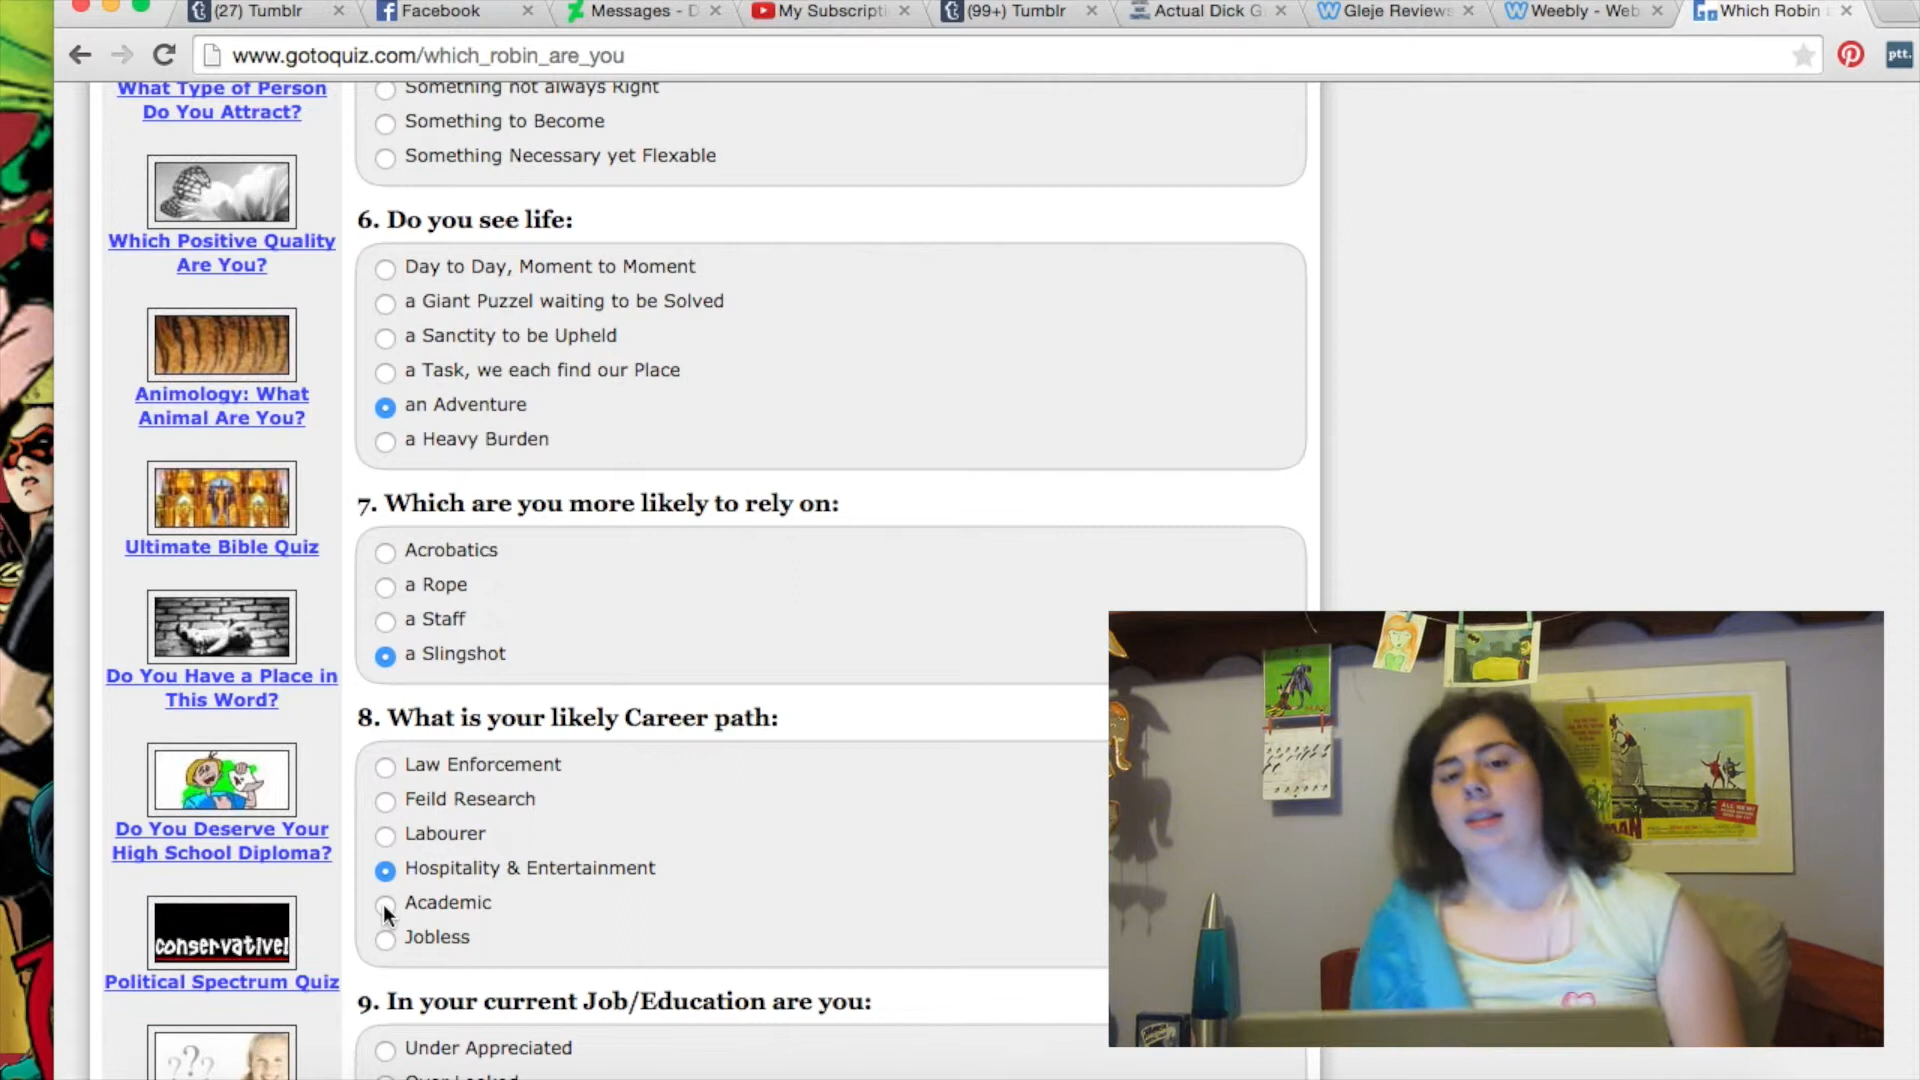 (27) Tumblr
Facebook
Messages - D
My Subscripti
(99+) Tumblr
Actual Dick G
Gleje Reviews
Weebly - Web
Which Robin
www.gotoquiz.com/which_robin_are_you
ptt.
What Type of Person
Do You Attract?
Which Positive Quality
Are You?
Animology: What
Animal Are You?
Ultimate Bible Quiz
Do You Have a Place in
This Word?
Do You Deserve Your
High School Diploma?
conservative!
Political Spectrum Quiz
???
Something not always Right
Something to Become
Something Necessary yet Flexable
6. Do you see life:
Day to Day, Moment to Moment
a Giant Puzzel waiting to be Solved
a Sanctity to be Upheld
a Task, we each find our Place
an Adventure
a Heavy Burden
7. Which are you more likely to rely on:
Acrobatics
a Rope
a Staff
a Slingshot
8. What is your likely Career path:
Law Enforcement
Feild Research
Labourer
Hospitality & Entertainment
Academic
Jobless
9. In your current Job/Education are you:
Under Appreciated